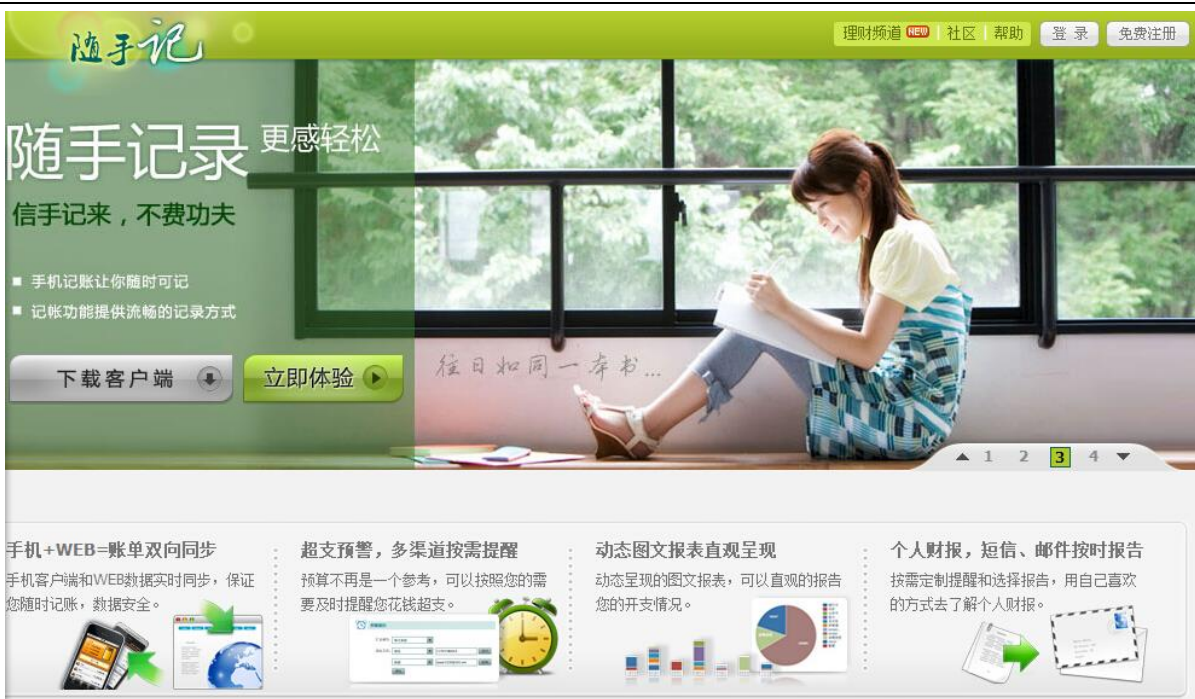 随手记
理财频道 NEW 社区 帮助 登 录 免费注册
随手记录 更感轻松
信手记来，不费功夫
手机记账让你随时可记
记帐功能提供流畅的记录方式
下载客户端 立即体验
往日如同一本书...
1 2 3 4
手机+WEB=账单双向同步
手机客户端和WEB数据实时同步，保证
您随时记账，数据安全。
超支预警，多渠道按需提醒
预算不再是一个参考，可以按照您的需
要及时提醒您花钱超支。
动态图文报表直观呈现
动态呈现的图文报表，可以直观的报告
您的开支情况。
个人财报，短信、邮件按时报告
按需定制提醒和选择报告，用自己喜欢
的方式去了解个人财报。